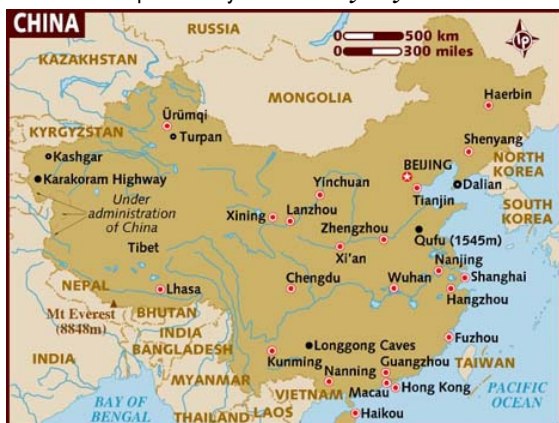 CHINA
RUSSIA
0 500 km
0 300 miles
lp
KAZAKHSTAN
MONGOLIA
Haerbin
Ürümqi
KYRGYZSTAN
Turpan
Shenyang
Kashgar
BEIJING
NORTH
KOREA
Karakoram Highway
Yinchuan
Dalian
Tianjin
Under
administration
of China
SOUTH
KOREA
Xining
Lanzhou
Zhengzhou
Qufu (1545m)
Tibet
Xi'an
Nanjing
NEPAL
Lhasa
Chengdu
Wuhan
Shanghai
Hangzhou
Mt Everest
(8848m)
BHUTAN
INDIA
BANGLADESH
Longgong Caves
Fuzhou
INDIA
Kunming
Guangzhou
TAIWAN
MYANMAR
Nanning
Hong Kong
PACIFIC
OCEAN
BAY OF
BENGAL
VIETNAM
Macau
LAOS
THAILAND
Haikou